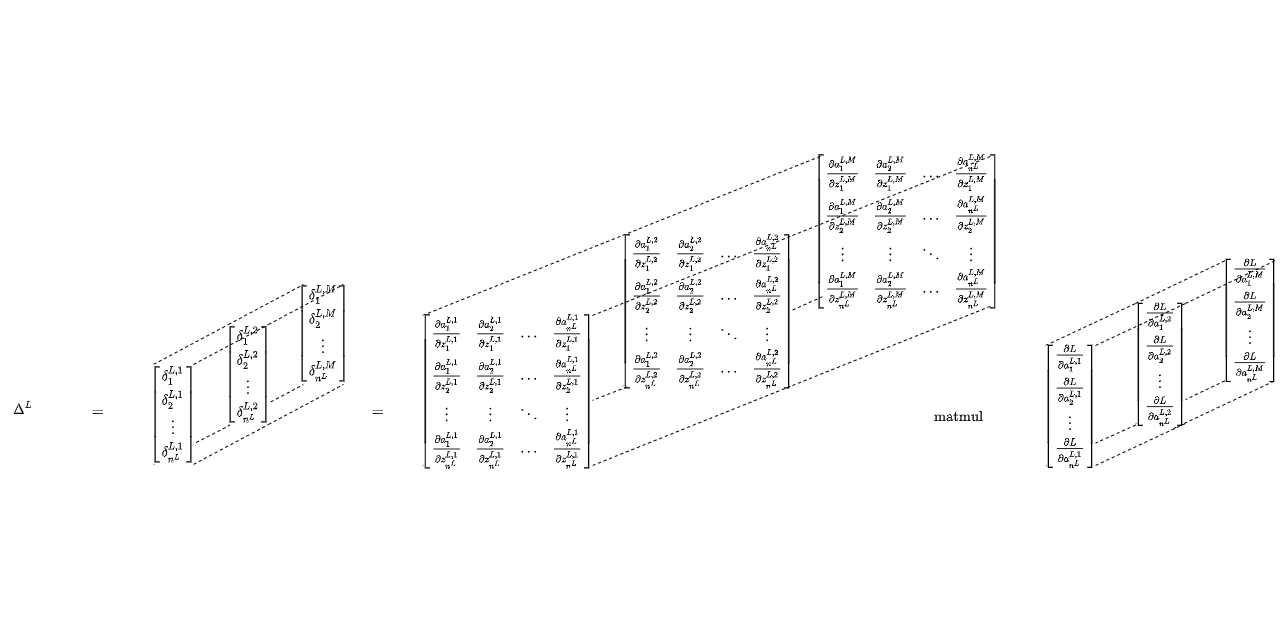 $\Delta^L = \begin{bmatrix} \delta_1^{L,1} \\ \delta_2^{L,1} \\ \vdots \\ \delta_{n^L}^{L,1} \end{bmatrix} \begin{bmatrix} \delta_1^{L,2} \\ \delta_2^{L,2} \\ \vdots \\ \delta_{n^L}^{L,2} \end{bmatrix} \begin{bmatrix} \delta_1^{L,M} \\ \delta_2^{L,M} \\ \vdots \\ \delta_{n^L}^{L,M} \end{bmatrix} = \begin{bmatrix} \frac{\partial a_1^{L,1}}{\partial z_1^{L,1}} & \frac{\partial a_2^{L,1}}{\partial z_1^{L,1}} & \cdots & \frac{\partial a_{n^L}^{L,1}}{\partial z_1^{L,1}} \\ \frac{\partial a_1^{L,1}}{\partial z_2^{L,1}} & \frac{\partial a_2^{L,1}}{\partial z_2^{L,1}} & \cdots & \frac{\partial a_{n^L}^{L,1}}{\partial z_2^{L,1}} \\ \vdots & \vdots & \ddots & \vdots \\ \frac{\partial a_1^{L,1}}{\partial z_{n^L}^{L,1}} & \frac{\partial a_2^{L,1}}{\partial z_{n^L}^{L,1}} & \cdots & \frac{\partial a_{n^L}^{L,1}}{\partial z_{n^L}^{L,1}} \end{bmatrix} \begin{bmatrix} \frac{\partial a_1^{L,2}}{\partial z_1^{L,2}} & \frac{\partial a_2^{L,2}}{\partial z_1^{L,2}} & \cdots & \frac{\partial a_{n^L}^{L,2}}{\partial z_1^{L,2}} \\ \frac{\partial a_1^{L,2}}{\partial z_2^{L,2}} & \frac{\partial a_2^{L,2}}{\partial z_2^{L,2}} & \cdots & \frac{\partial a_{n^L}^{L,2}}{\partial z_2^{L,2}} \\ \vdots & \vdots & \ddots & \vdots \\ \frac{\partial a_1^{L,2}}{\partial z_{n^L}^{L,2}} & \frac{\partial a_2^{L,2}}{\partial z_{n^L}^{L,2}} & \cdots & \frac{\partial a_{n^L}^{L,2}}{\partial z_{n^L}^{L,2}} \end{bmatrix} \begin{bmatrix} \frac{\partial a_1^{L,M}}{\partial z_1^{L,M}} & \frac{\partial a_2^{L,M}}{\partial z_1^{L,M}} & \cdots & \frac{\partial a_{n^L}^{L,M}}{\partial z_1^{L,M}} \\ \frac{\partial a_1^{L,M}}{\partial z_2^{L,M}} & \frac{\partial a_2^{L,M}}{\partial z_2^{L,M}} & \cdots & \frac{\partial a_{n^L}^{L,M}}{\partial z_2^{L,M}} \\ \vdots & \vdots & \ddots & \vdots \\ \frac{\partial a_1^{L,M}}{\partial z_{n^L}^{L,M}} & \frac{\partial a_2^{L,M}}{\partial z_{n^L}^{L,M}} & \cdots & \frac{\partial a_{n^L}^{L,M}}{\partial z_{n^L}^{L,M}} \end{bmatrix} \text{matmul} \begin{bmatrix} \frac{\partial L}{\partial a_1^{L,1}} \\ \frac{\partial L}{\partial a_2^{L,1}} \\ \vdots \\ \frac{\partial L}{\partial a_{n^L}^{L,1}} \end{bmatrix} \begin{bmatrix} \frac{\partial L}{\partial a_1^{L,2}} \\ \frac{\partial L}{\partial a_2^{L,2}} \\ \vdots \\ \frac{\partial L}{\partial a_{n^L}^{L,2}} \end{bmatrix} \begin{bmatrix} \frac{\partial L}{\partial a_1^{L,M}} \\ \frac{\partial L}{\partial a_2^{L,M}} \\ \vdots \\ \frac{\partial L}{\partial a_{n^L}^{L,M}} \end{bmatrix}$